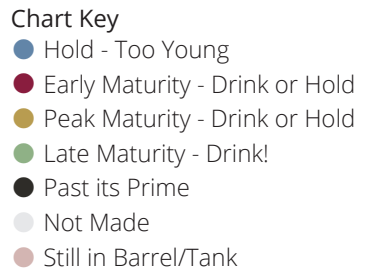 Chart Key
Hold - Too Young
Early Maturity - Drink or Hold
Peak Maturity - Drink or Hold
Late Maturity - Drink!
Past its Prime
Not Made
Still in Barrel/Tank